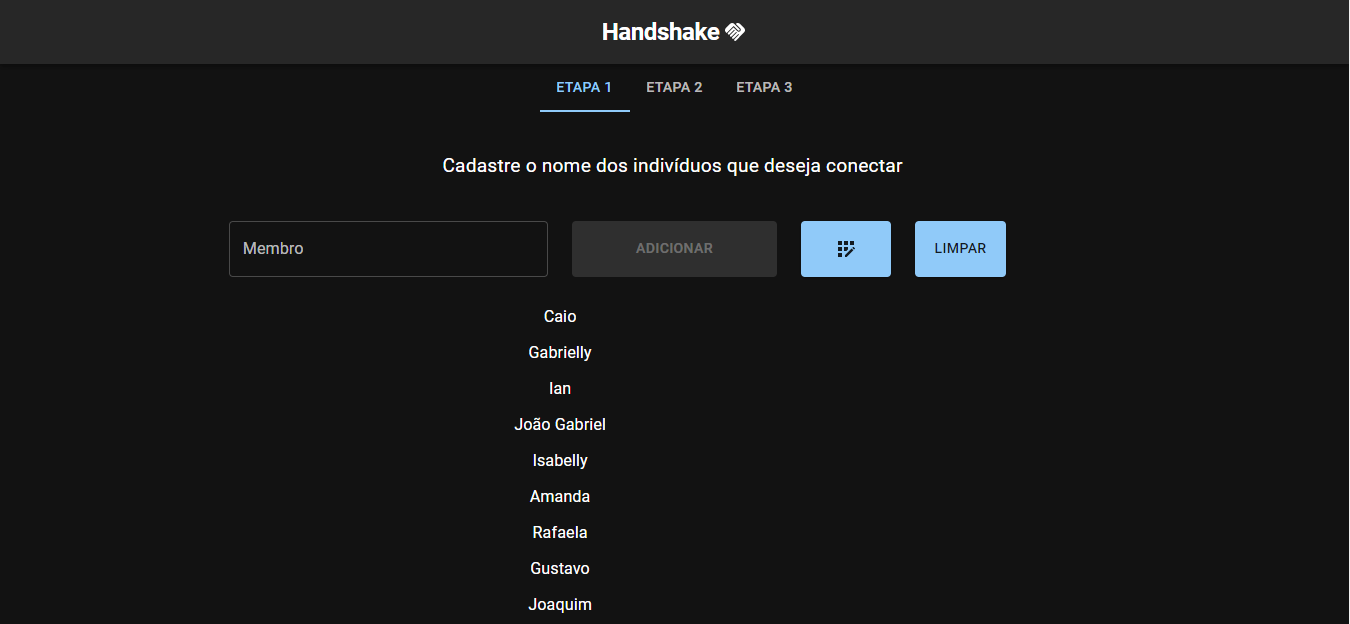 Handshake
ETAPA 1 ETAPA 2 ETAPA 3
Cadastre o nome dos indivíduos que deseja conectar
Membro ADICIONAR LIMPAR
Caio
Gabrielly
Ian
João Gabriel
Isabelly
Amanda
Rafaela
Gustavo
Joaquim